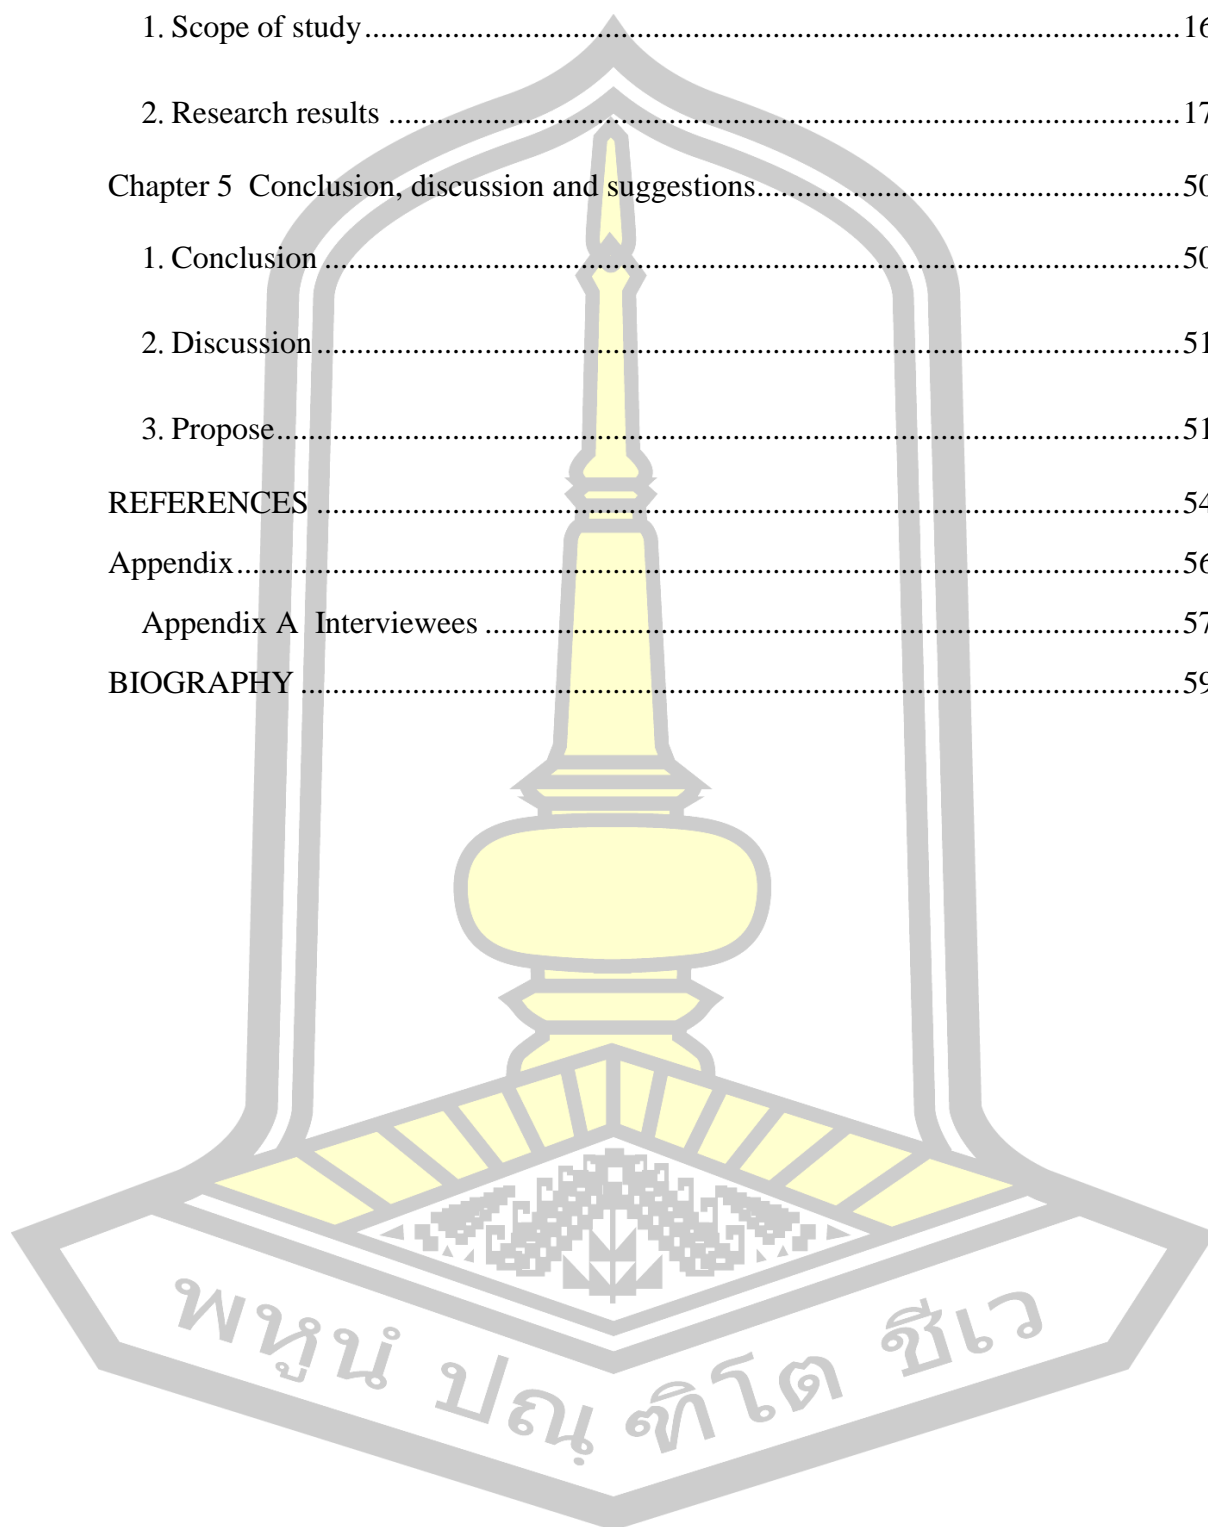 1. Scope of study ........................................ 16
2. Research results ........................................ 17
Chapter 5  Conclusion, discussion and suggestions ........................................ 50
1. Conclusion ........................................ 50
2. Discussion ........................................ 51
3. Propose ........................................ 51
REFERENCES ........................................ 54
Appendix ........................................ 56
Appendix A  Interviewees ........................................ 57
BIOGRAPHY ........................................ 59
พหูนํ ปณฺฑิโต ชีเว